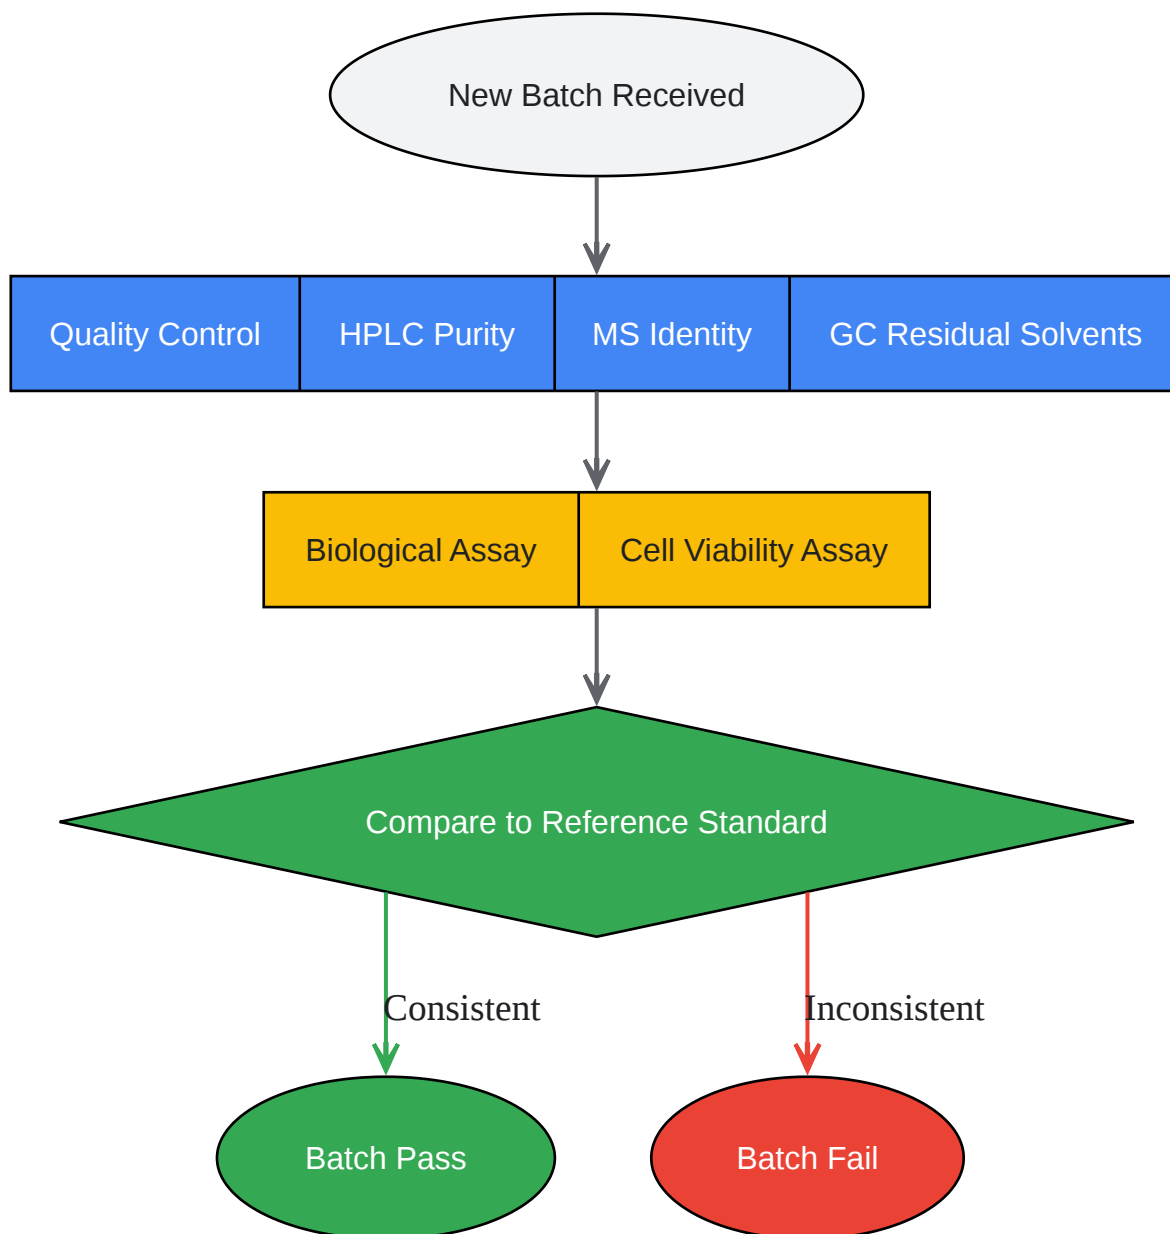 New Batch Received
Quality Control
HPLC Purity
MS Identity
GC Residual Solvents
Biological Assay
Cell Viability Assay
Compare to Reference Standard
Consistent
Inconsistent
Batch Pass
Batch Fail